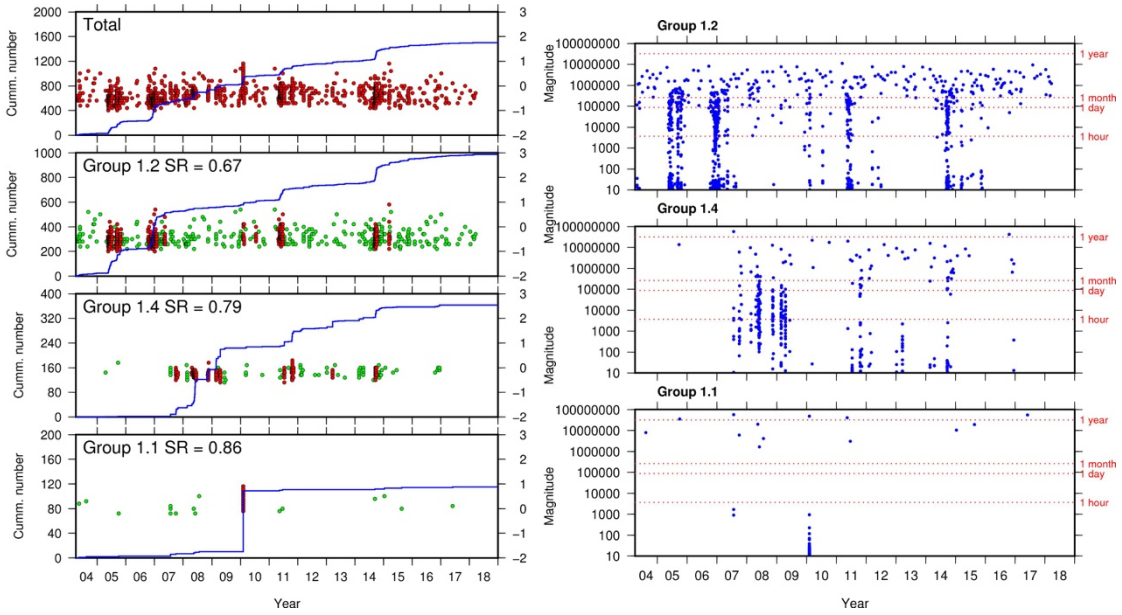 Total
Cumm. number
2000
1600
1200
800
400
0
3
2
1
0
−1
−2
Group 1.2 SR = 0.67
Cumm. number
1000
800
600
400
200
0
3
2
1
0
−1
−2
Group 1.4 SR = 0.79
Cumm. number
400
320
240
160
80
0
3
2
1
0
−1
−2
Group 1.1 SR = 0.86
Cumm. number
200
160
120
80
40
0
3
2
1
0
−1
−2
04 05 06 07 08 09 10 11 12 13 14 15 16 17 18
Year
Group 1.2
Magnitude
100000000
10000000
1000000
100000
10000
1000
100
10
1 year
1 month
1 day
1 hour
Group 1.4
Magnitude
10000000
1000000
100000
10000
1000
100
10
1 year
1 month
1 day
1 hour
Group 1.1
Magnitude
100000000
10000000
1000000
100000
10000
1000
100
10
1 year
1 month
1 day
1 hour
04 05 06 07 08 09 10 11 12 13 14 15 16 17 18
Year